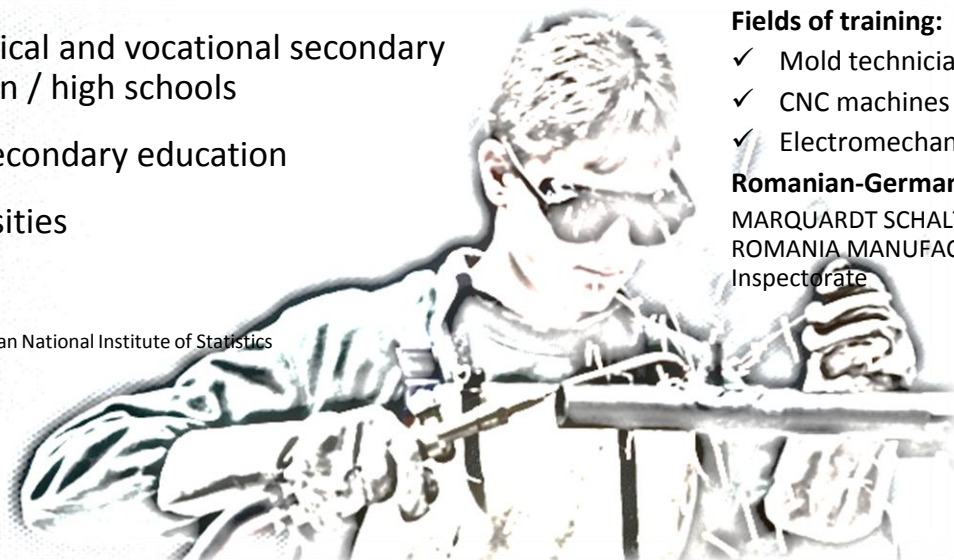 ical and vocational secondary
n / high schools
econdary education
sities
an National Institute of Statistics
Fields of training:
✓ Mold technicia
✓ CNC machines
✓ Electromechan
Romanian-German
MARQUARDT SCHALT
ROMANIA MANUFAC
Inspectorate